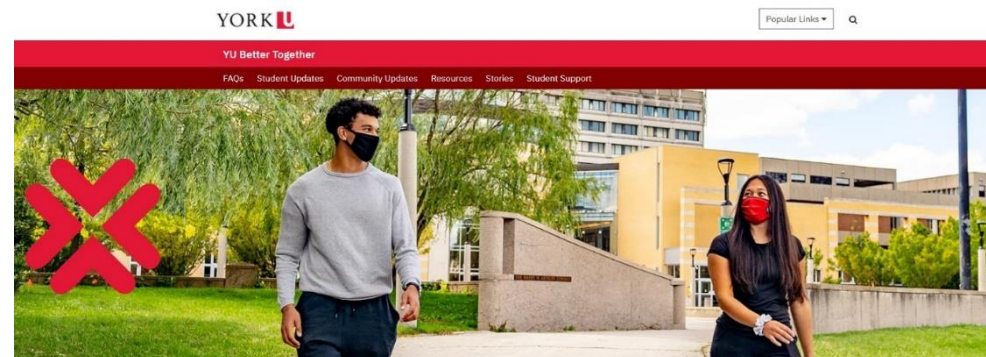 YORK U
Popular Links
YU Better Together
FAQs Student Updates Community Updates Resources Stories Student Support